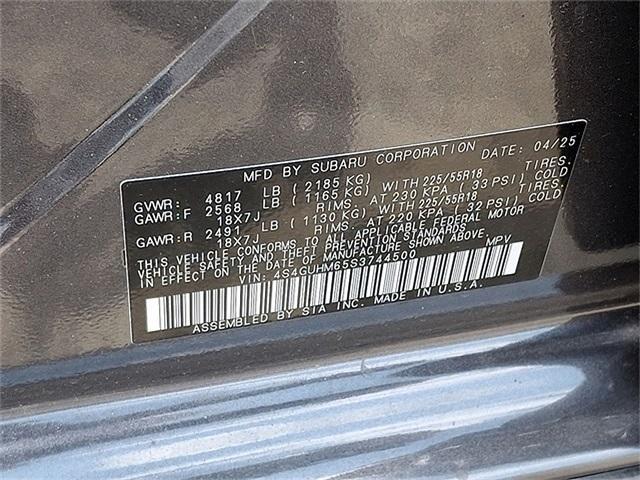 MFD BY SUBARU CORPORATION DATE: 04/25
GVWR: 4817 LB (2185 KG)
GAWR:F 2568 LB (1165 KG) WITH 225/55R18 TIRES.
18X7J RIMS. AT 230 KPA (33 PSI) COLD
GAWR:R 2491 LB (1130 KG) WITH 225/55R18 TIRES.
18X7J RIMS. AT 220 KPA (32 PSI) COLD
THIS VEHICLE CONFORMS TO ALL APPLICABLE FEDERAL MOTOR
VEHICLE SAFETY AND THEFT PREVENTION STANDARDS
IN EFFECT ON THE DATE OF MANUFACTURE SHOWN ABOVE.
VIN: 4S4GUHM65S3744500 MPV
ASSEMBLED BY SIA INC. MADE IN U.S.A.